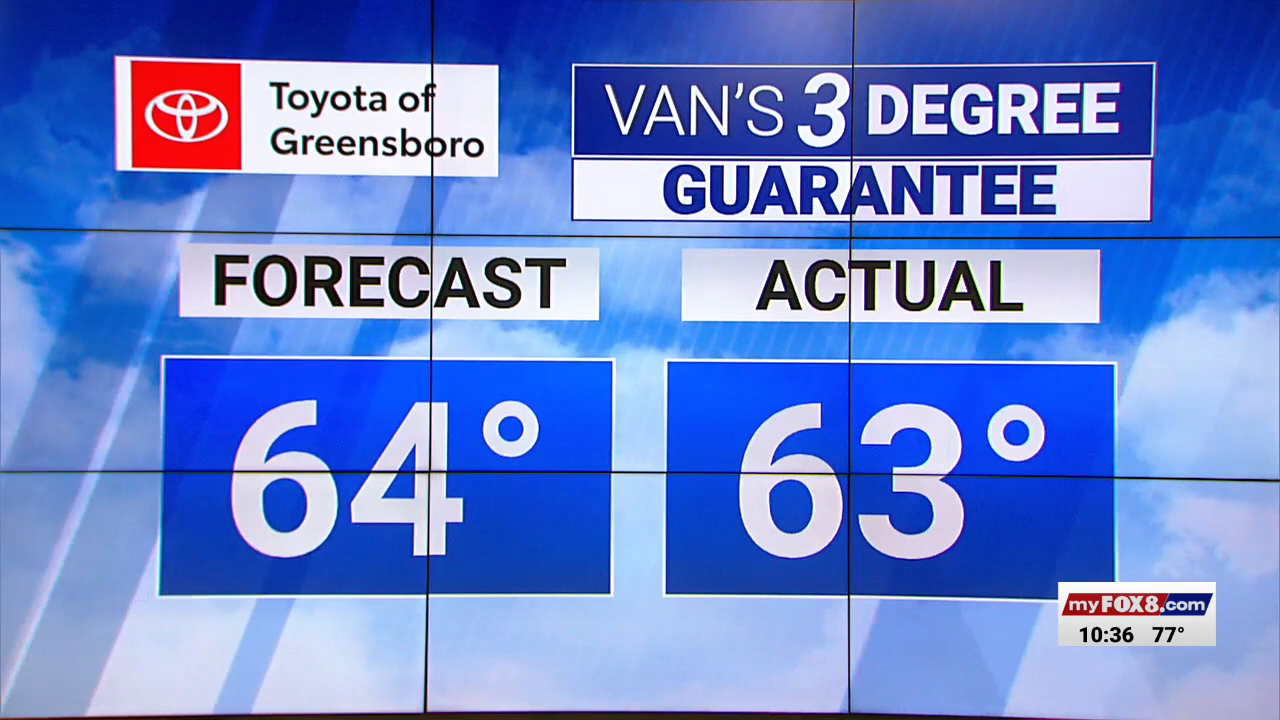 Toyota of
Greensboro
VAN'S 3 DEGREE
GUARANTEE
FORECAST
ACTUAL
64°
63°
myFOX8.com
10:36 77°